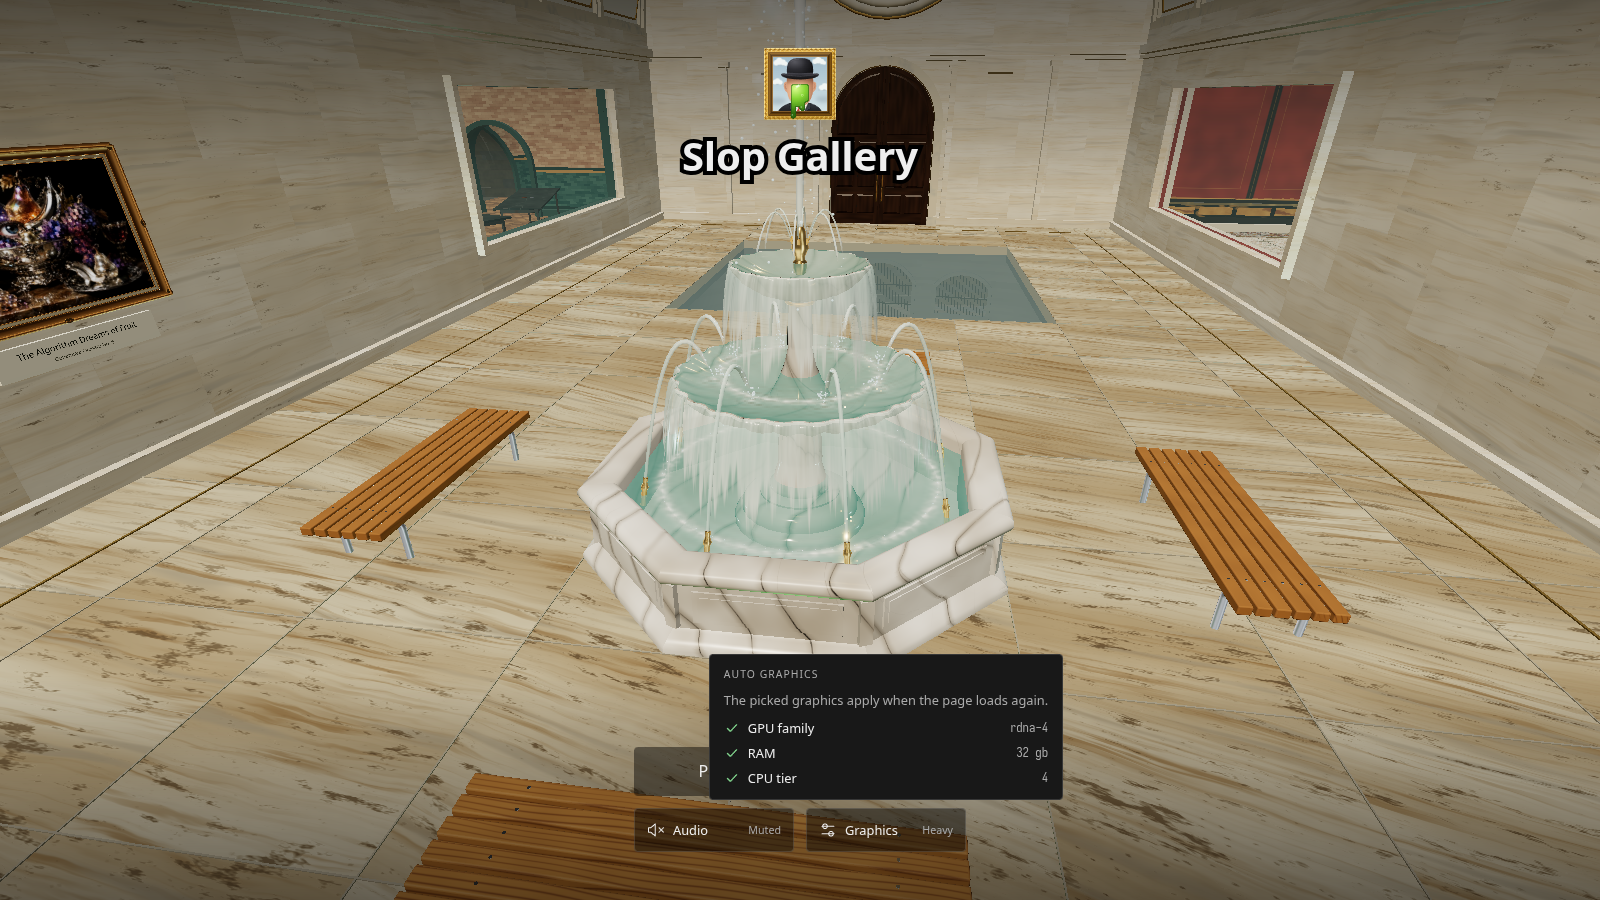 Slop Gallery
The Algorithm Dreams of Fruit
AUTO GRAPHICS
The picked graphics apply when the page loads again.
GPU family rdna-4
RAM 32 gb
CPU tier 4
P
Audio Muted
Graphics Heavy